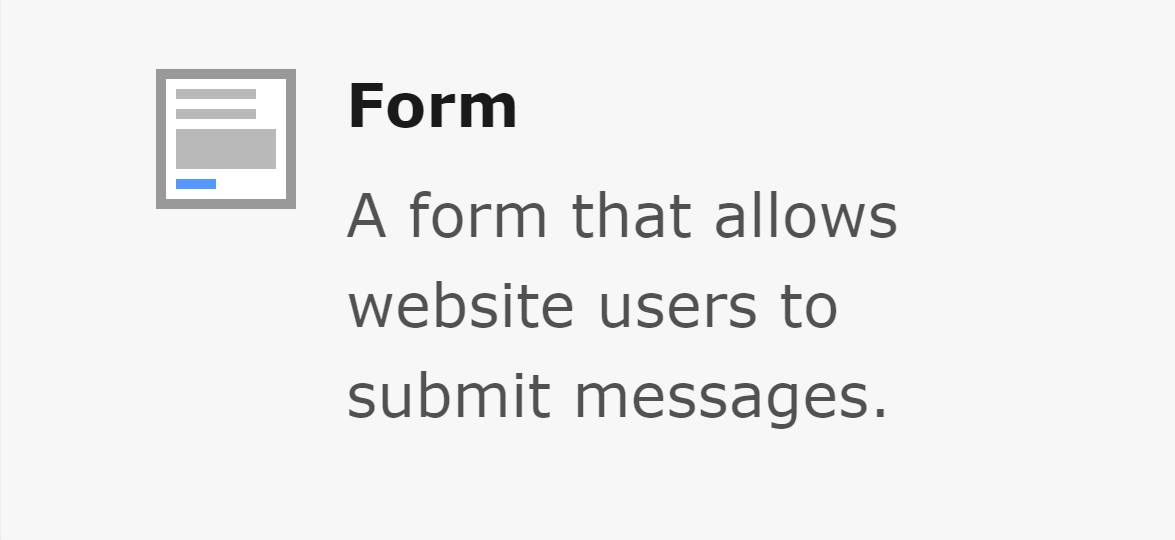 Form
A form that allows
website users to
submit messages.